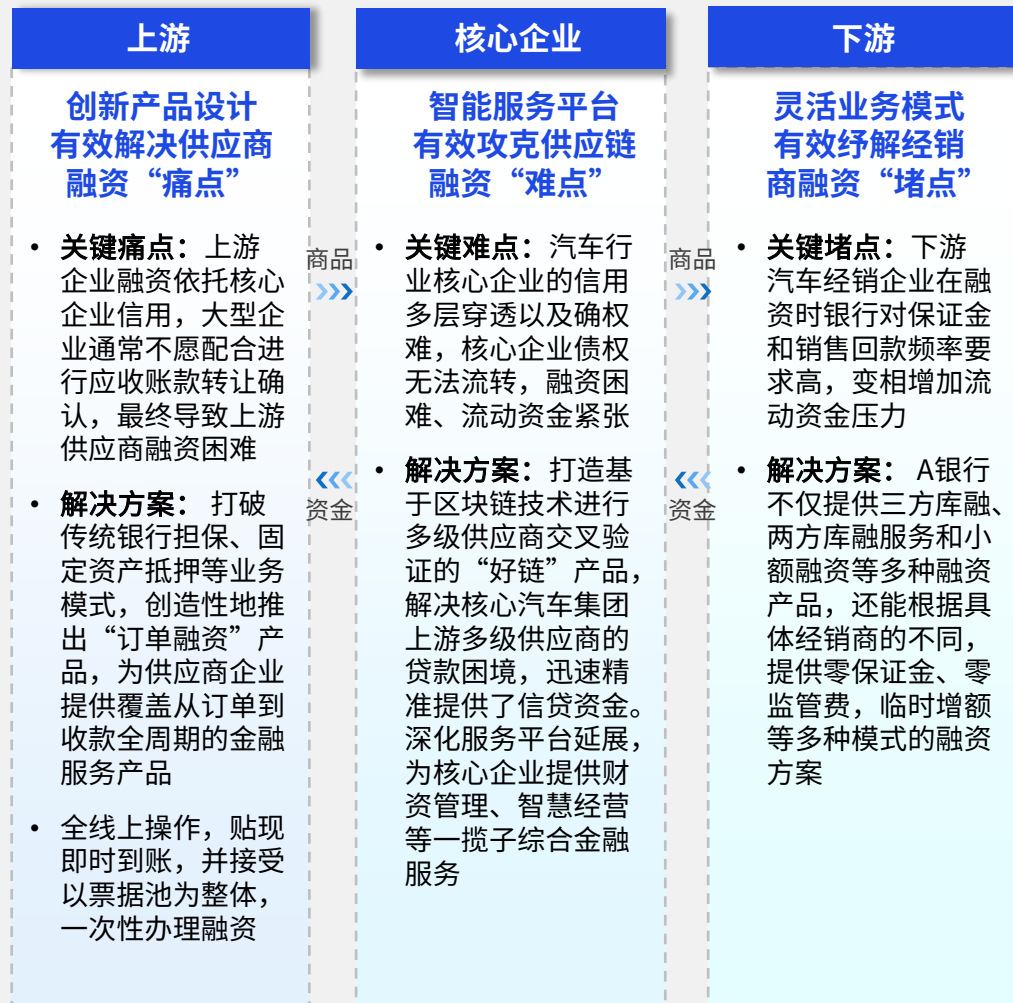 上游
创新产品设计
有效解决供应商
融资“痛点”
• 关键痛点：上游
企业融资依托核心
企业信用，大型企
业通常不愿配合进
行应收账款转让确
认，最终导致上游
供应商融资困难
• 解决方案： 打破
传统银行担保、固
定资产抵押等业务
模式，创造性地推
出“订单融资”产
品，为供应商企业
提供覆盖从订单到
收款全周期的金融
服务产品
• 全线上操作，贴现
即时到账，并接受
以票据池为整体，
一次性办理融资
商品
资金
核心企业
智能服务平台
有效攻克供应链
融资“难点”
• 关键难点：汽车行
业核心企业的信用
多层穿透以及确权
难，核心企业债权
无法流转，融资困
难、流动资金紧张
• 解决方案：打造基
于区块链技术进行
多级供应商交叉验
证的“好链”产品，
解决核心汽车集团
上游多级供应商的
贷款困境，迅速精
准提供了信贷资金。
深化服务平台延展，
为核心企业提供财
资管理、智慧经营
等一揽子综合金融
服务
商品
资金
下游
灵活业务模式
有效纾解经销
商融资“堵点”
• 关键堵点：下游
汽车经销企业在融
资时银行对保证金
和销售回款频率要
求高，变相增加流
动资金压力
• 解决方案： A银行
不仅提供三方库融、
两方库融服务和小
额融资等多种融资
产品，还能根据具
体经销商的不同，
提供零保证金、零
监管费，临时增额
等多种模式的融资
方案